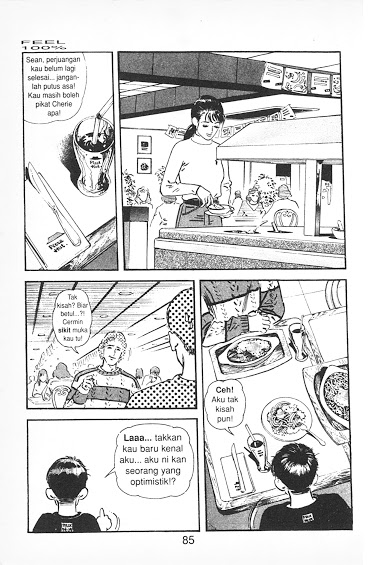 FEEL
100%
Sean, perjuangan
kau belum lagi
selesai... jangan-
lah putus asa!
Kau masih boleh
pikat Cherie
apa!
Tak
kisah? Biar
betul...?!
Cermin
sikit muka
kau tu!
Ceh!
Aku tak
kisah
pun!
Laaa... takkan
kau baru kenal
aku... aku ni kan
seorang yang
optimistik!?
85